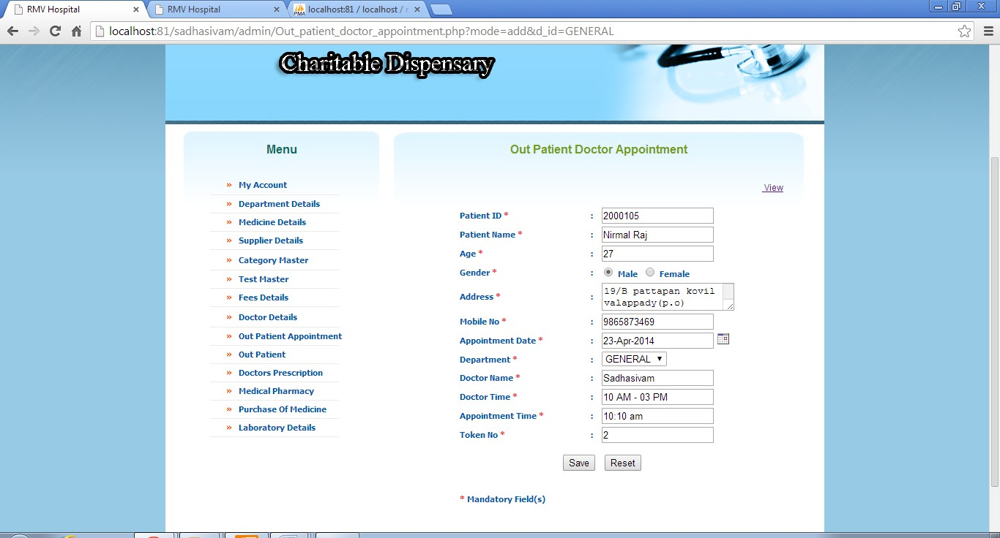 RMV Hospital
RMV Hospital
PMA localhost:81 / localhost /
localhost:81/sadhasivam/admin/Out_patient_doctor_appointment.php?mode=add&d_id=GENERAL
Charitable Dispensary
Menu
» My Account
» Department Details
» Medicine Details
» Supplier Details
» Category Master
» Test Master
» Fees Details
» Doctor Details
» Out Patient Appointment
» Out Patient
» Doctors Prescription
» Medical Pharmacy
» Purchase Of Medicine
» Laboratory Details
Out Patient Doctor Appointment
View
Patient ID * : 2000105
Patient Name * : Nirmal Raj
Age * : 27
Gender * : Male Female
Address * : 19/B pattapan kovil
valappady(p.o)
Mobile No * : 9865873469
Appointment Date * : 23-Apr-2014
Department * : GENERAL
Doctor Name * : Sadhasivam
Doctor Time * : 10 AM - 03 PM
Appointment Time * : 10:10 am
Token No * : 2
Save Reset
* Mandatory Field(s)